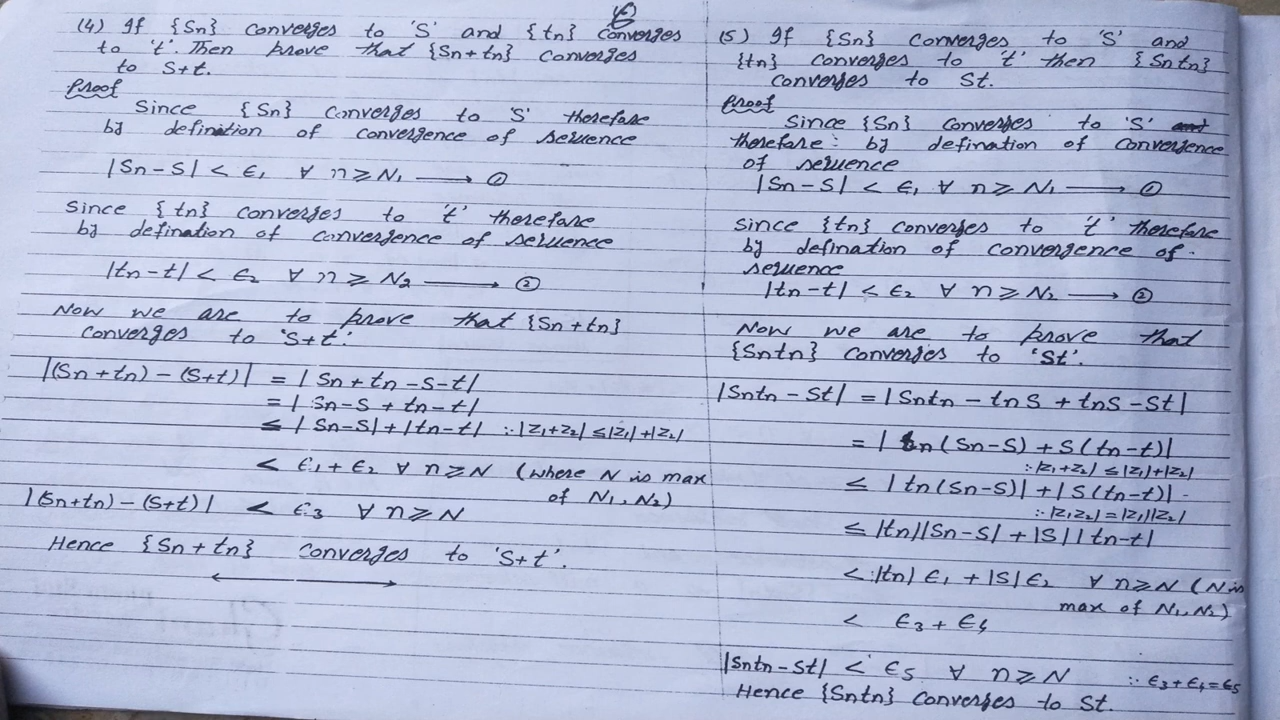 (4) If {Sn} converges to 'S' and {tn} converges
to 't'. Then prove that {Sn+tn} converges
to S+t.
Proof
Since {Sn} converges to 'S' therefore
by definition of convergence of seruence
|Sn-S| < ε₁ ∀ n ≥ N₁ ⟶ ①
Since {tn} converges to 't' therefore
by defination of convergence of seruence
|tn-t| < ε₂ ∀ n ≥ N₂ ⟶ ②
Now we are to prove that {Sn+tn}
converges to 'S+t'.
|(Sn+tn)-(S+t)| = |Sn+tn-S-t|
= |Sn-S+tn-t|
≤ |Sn-S|+|tn-t| ∵ |Z₁+Z₂| ≤ |Z₁|+|Z₂|
< ε₁+ε₂ ∀ n ≥ N (where N is max
of N₁, N₂)
|(Sn+tn)-(S+t)| < ε₃ ∀ n ≥ N
Hence {Sn+tn} converges to 'S+t'.
(5) If {Sn} converges to 'S' and
{tn} converges to 't' then {Sntn}
converges to St.
Proof
Since {Sn} converges to 'S'
therefore: by defination of convergence
of seruence
|Sn-S| < ε₁ ∀ n ≥ N₁ ⟶ ①
Since {tn} converges to 't' therefore
by defination of convergence of
seruence
|tn-t| < ε₂ ∀ n ≥ N₂ ⟶ ②
Now we are to prove that
{Sntn} converges to 'St'.
|Sntn-St| = |Sntn-tnS+tnS-St|
= |tn(Sn-S)+S(tn-t)|
∵ |Z₁+Z₂| ≤ |Z₁|+|Z₂|
≤ |tn(Sn-S)|+|S(tn-t)|
∵ |Z₁Z₂| = |Z₁||Z₂|
≤ |tn||Sn-S|+|S||tn-t|
< |tn|ε₁+|S|ε₂ ∀ n ≥ N (N is
max of N₁, N₂)
< ε₃+ε₄
|Sntn-St| < ε₅ ∀ n ≥ N ∵ ε₃+ε₄=ε₅
Hence {Sntn} converges to St.